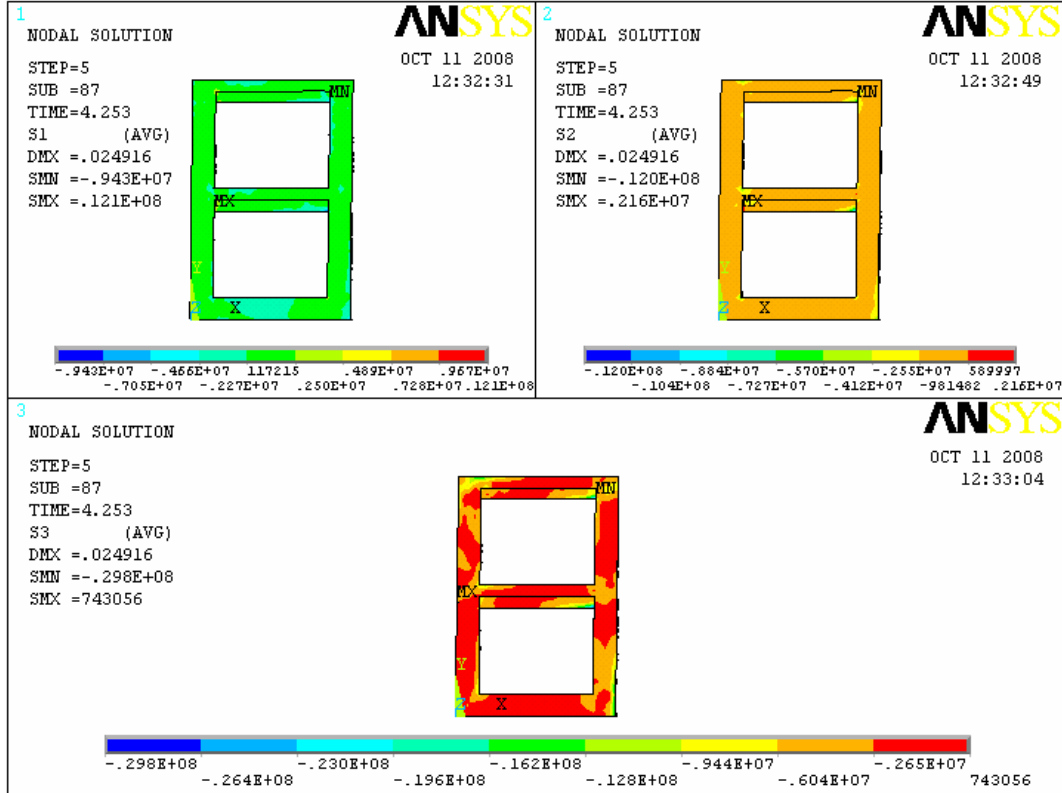 1
ANSYS
NODAL SOLUTION
OCT 11 2008
12:32:31
STEP=5
SUB =87
TIME=4.253
S1 (AVG)
DMX =.024916
SMN =-.943E+07
SMX =.121E+08
MN
MX
Y
Z X
-.943E+07 -.466E+07 117215 .489E+07 .967E+07
-.705E+07 -.227E+07 .250E+07 .728E+07 .121E+08
2
ANSYS
NODAL SOLUTION
OCT 11 2008
12:32:49
STEP=5
SUB =87
TIME=4.253
S2 (AVG)
DMX =.024916
SMN =-.120E+08
SMX =.216E+07
MN
MX
Y
Z X
-.120E+08 -.884E+07 -.570E+07 -.255E+07 589997
-.104E+08 -.727E+07 -.412E+07 -981482 .216E+07
3
ANSYS
NODAL SOLUTION
OCT 11 2008
12:33:04
STEP=5
SUB =87
TIME=4.253
S3 (AVG)
DMX =.024916
SMN =-.298E+08
SMX =743056
MN
MX
Y
Z X
-.298E+08 -.230E+08 -.162E+08 -.944E+07 -.265E+07
-.264E+08 -.196E+08 -.128E+08 -.604E+07 743056